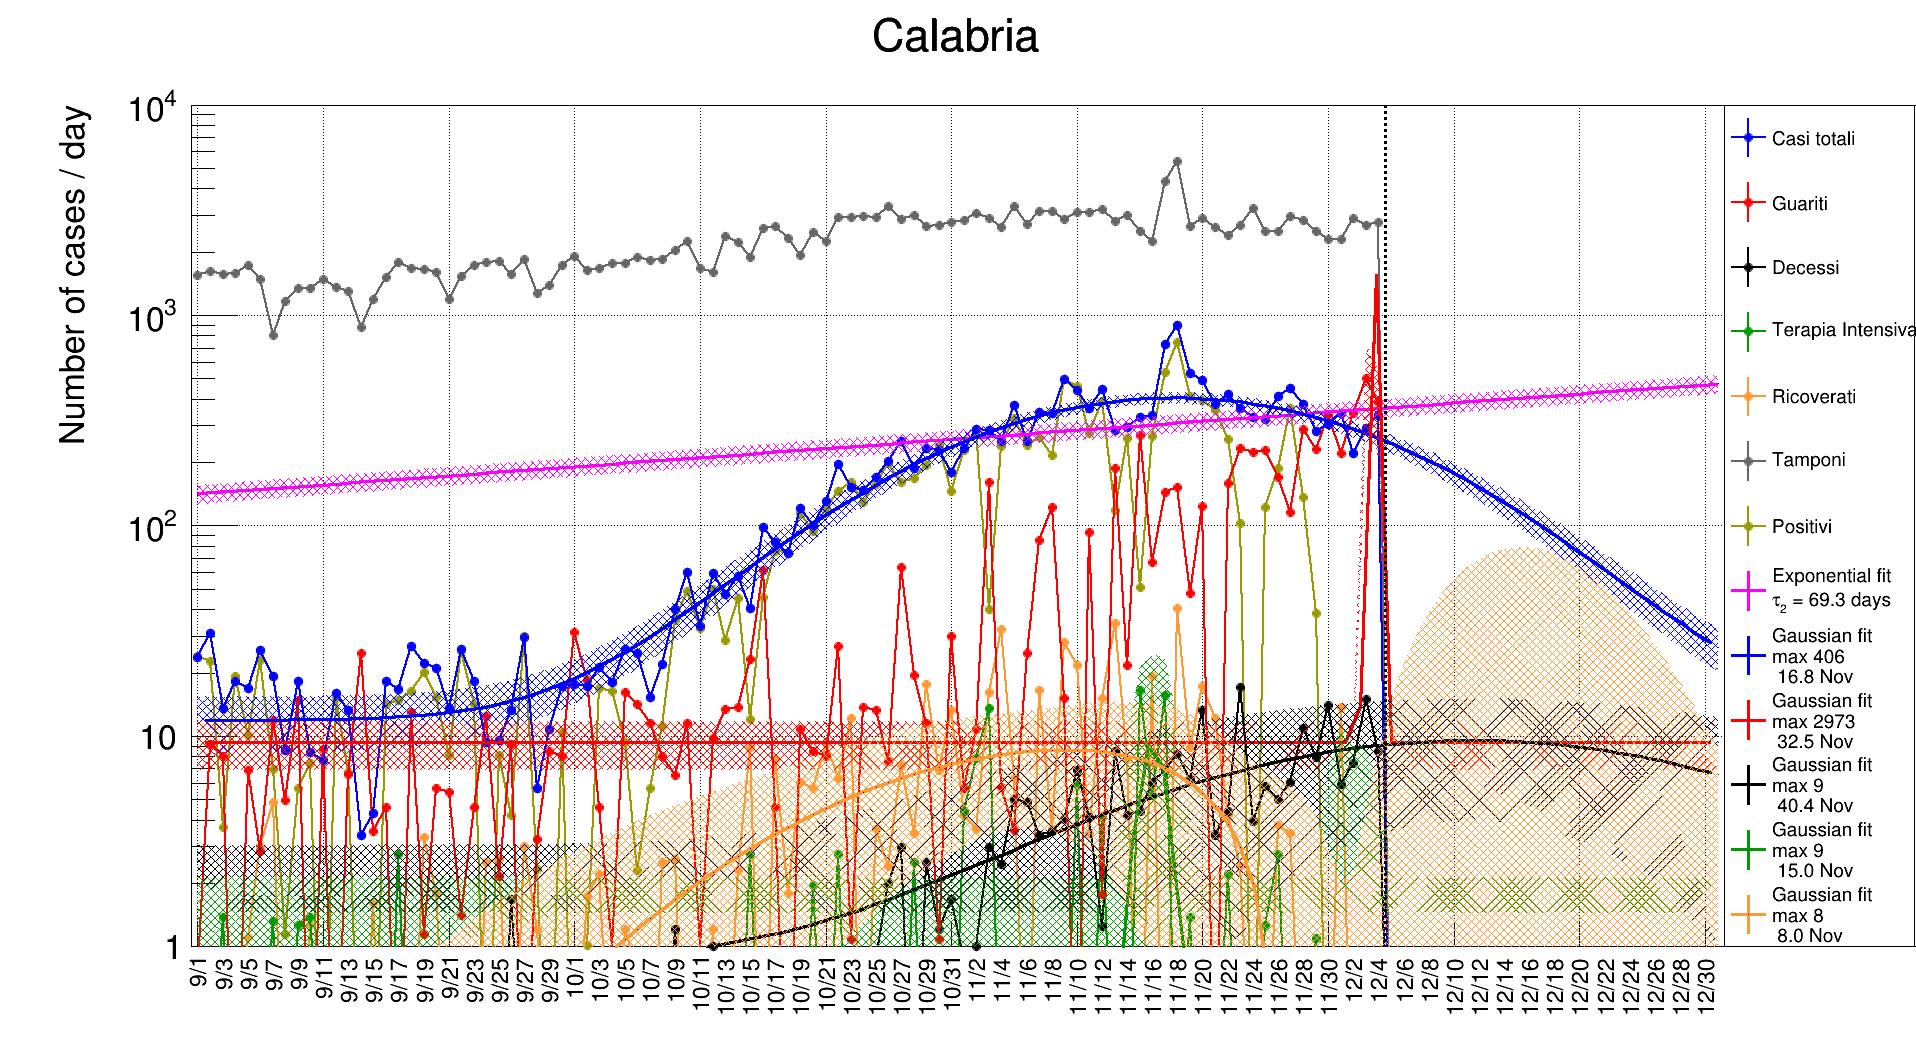 Calabria
Number of cases / day
10^4
10^3
10^2
10
1
9/1
9/3
9/5
9/7
9/9
9/11
9/13
9/15
9/17
9/19
9/21
9/23
9/25
9/27
9/29
10/1
10/3
10/5
10/7
10/9
10/11
10/13
10/15
10/17
10/19
10/21
10/23
10/25
10/27
10/29
10/31
11/2
11/4
11/6
11/8
11/10
11/12
11/14
11/16
11/18
11/20
11/22
11/24
11/26
11/28
11/30
12/2
12/4
12/6
12/8
12/10
12/12
12/14
12/16
12/18
12/20
12/22
12/24
12/26
12/28
12/30
Casi totali
Guariti
Decessi
Terapia Intensiva
Ricoverati
Tamponi
Positivi
Exponential fit
τ₂ = 69.3 days
Gaussian fit
max 406
16.8 Nov
Gaussian fit
max 2973
32.5 Nov
Gaussian fit
max 9
40.4 Nov
Gaussian fit
max 9
15.0 Nov
Gaussian fit
max 8
8.0 Nov